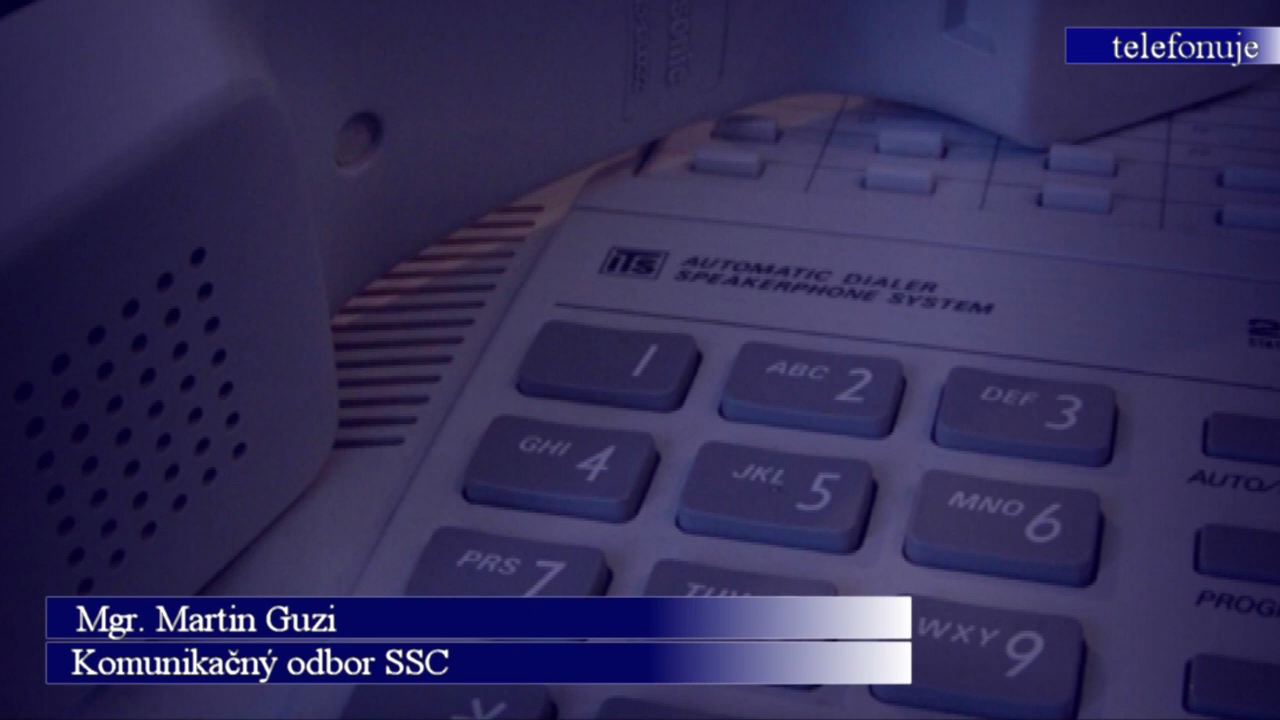 telefonuje
sonic
iTS AUTOMATIC DIALER
SPEAKERPHONE SYSTEM
1
ABC 2
DEF 3
GHI 4
JKL 5
MNO 6
AUTO/
PRS 7
WXY 9
PROG
Mgr. Martin Guzi
Komunikačný odbor SSC